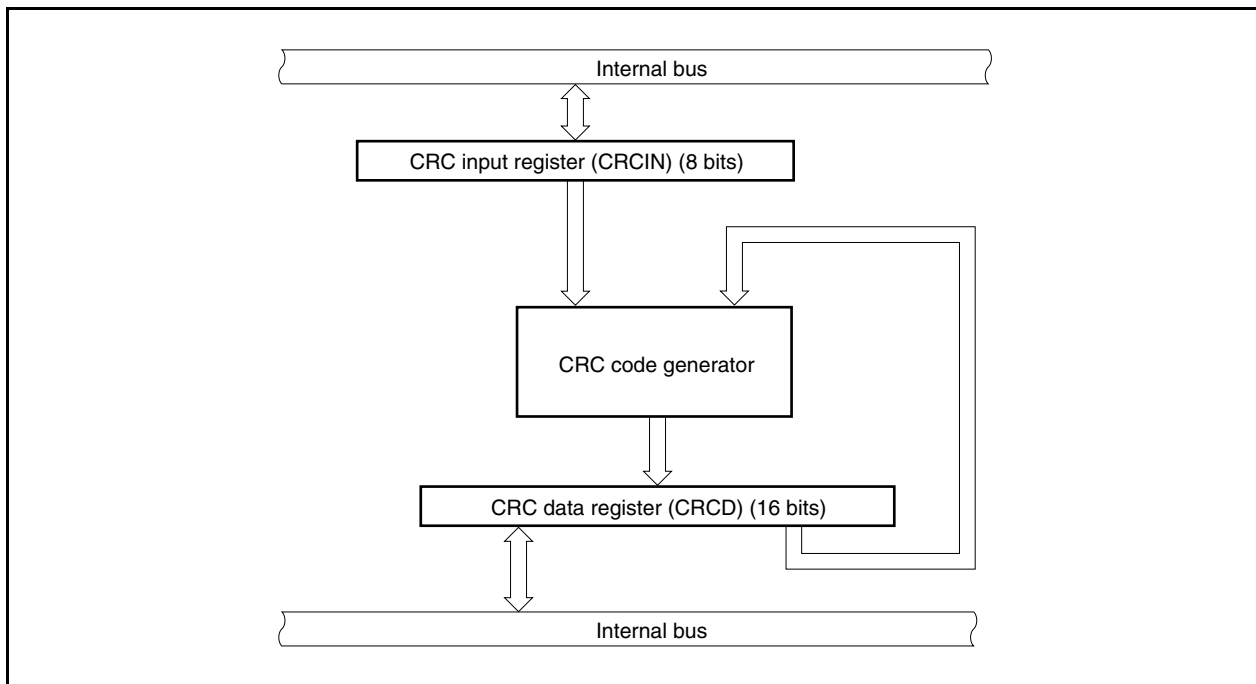 Internal bus
CRC input register (CRCIN) (8 bits)
CRC code generator
CRC data register (CRCD) (16 bits)
Internal bus